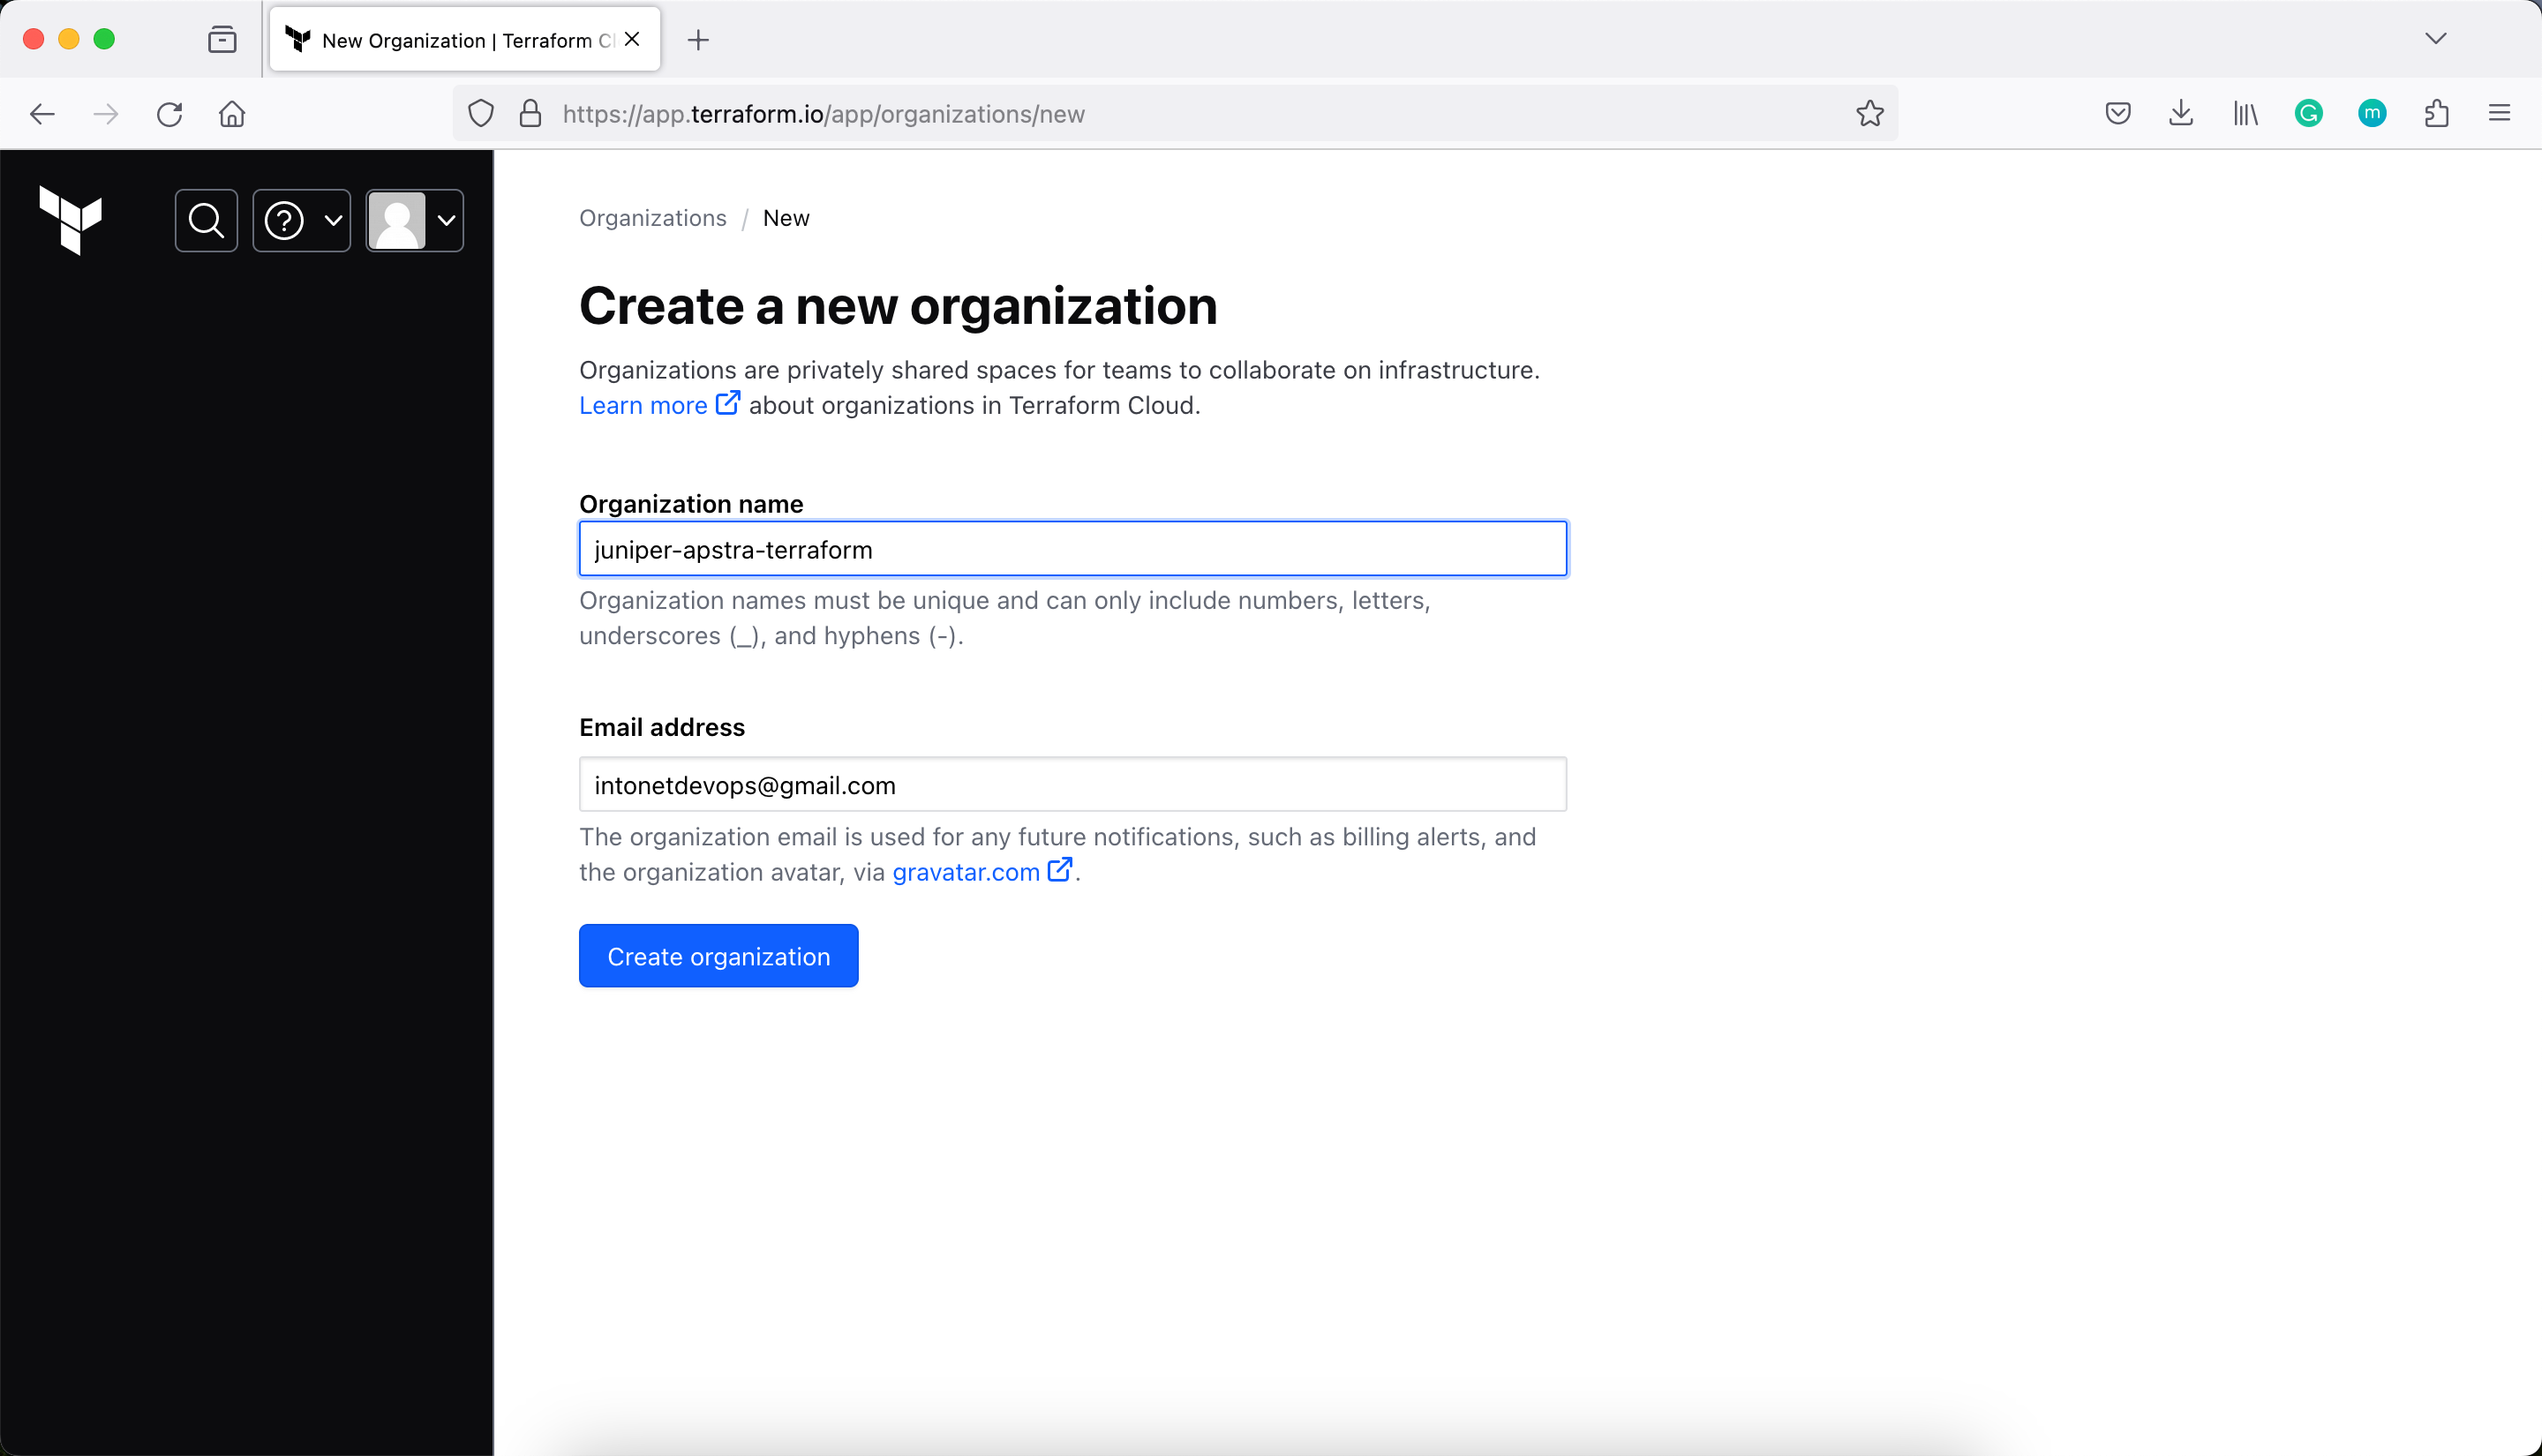 New Organization | Terraform Cl
https://app.terraform.io/app/organizations/new
G
m
Organizations / New
Create a new organization
Organizations are privately shared spaces for teams to collaborate on infrastructure.
Learn more about organizations in Terraform Cloud.
Organization name
juniper-apstra-terraform
Organization names must be unique and can only include numbers, letters,
underscores (_), and hyphens (-).
Email address
intonetdevops@gmail.com
The organization email is used for any future notifications, such as billing alerts, and
the organization avatar, via gravatar.com.
Create organization